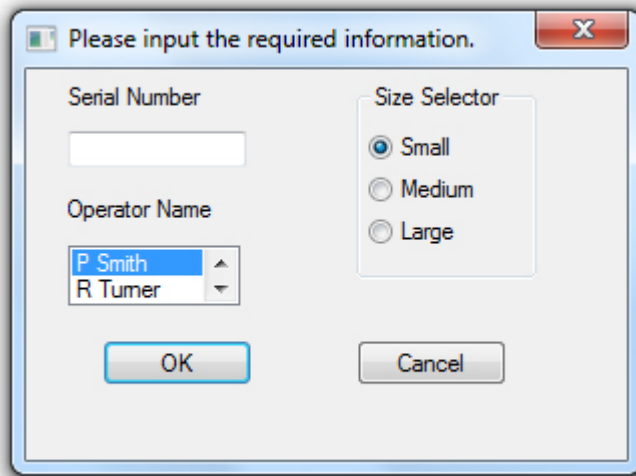 Please input the required information.
Serial Number
Size Selector
Small
Medium
Large
Operator Name
P Smith
R Turner
OK
Cancel